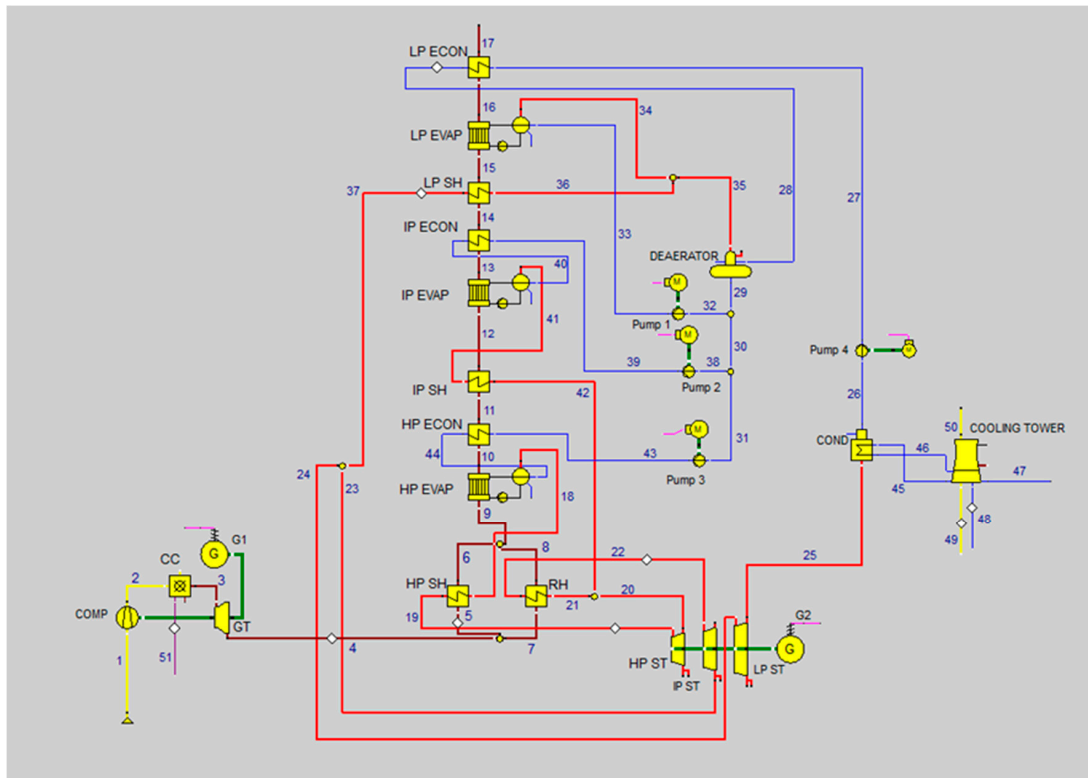 17
LP ECON
16
34
LP EVAP
15
37
LP SH
36
35
28
27
14
IP ECON
33
DEAERATOR
13
40
29
IP EVAP
M
41
32
Pump 1
M
12
30
Pump 4
M
39
38
26
IP SH
42
Pump 2
11
50
COOLING TOWER
HP ECON
M
31
COND
46
10
43
47
44
24
23
HP EVAP
18
Pump 3
45
9
48
G1
49
G
6
8
22
25
CC
2
3
HP SH
RH
COMP
GT
19
5
21
20
G2
G
51
4
7
HP ST
LP ST
1
IP ST